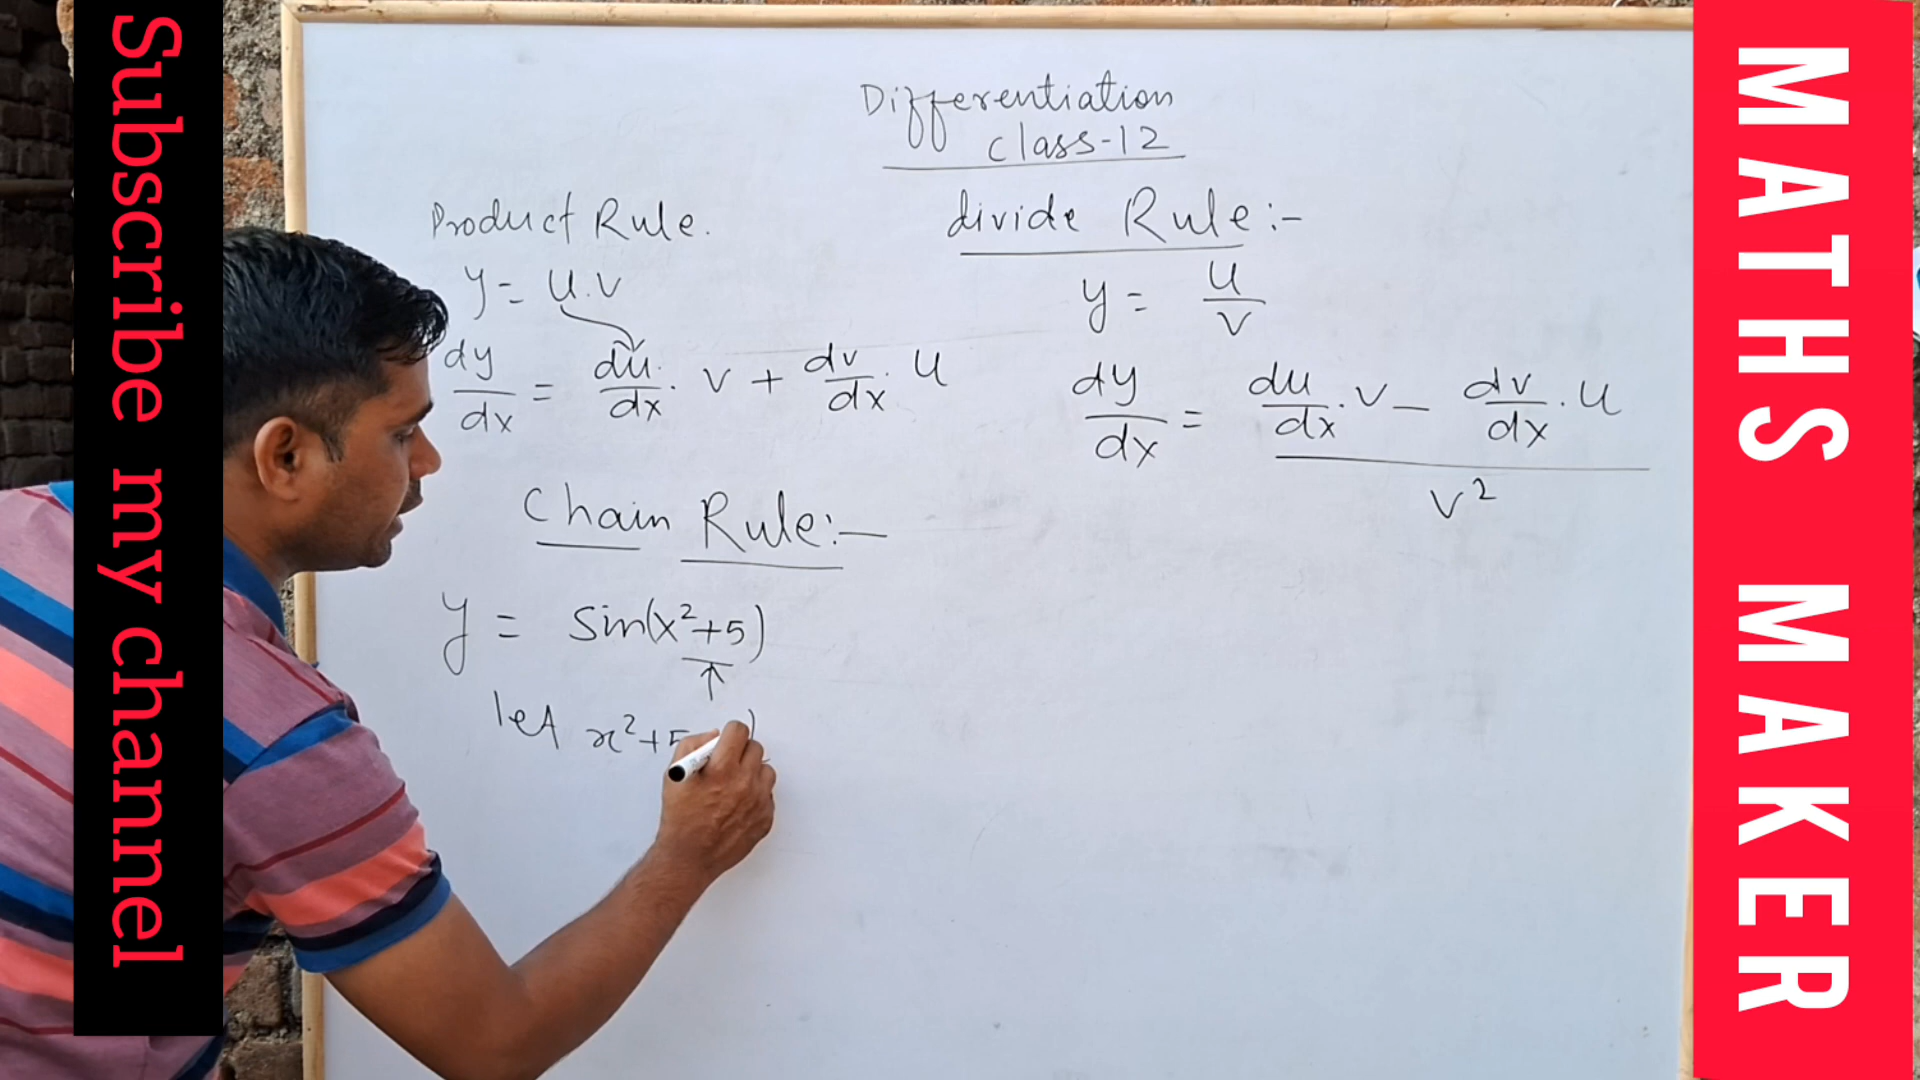 Subscribe my channel
Differentiation
class-12
Product Rule.
y = u.v
dy/dx = du/dx . v + dv/dx . u
divide Rule:-
y = u/v
dy/dx = du/dx . v - dv/dx . u
v²
Chain Rule:-
y = Sin(x²+5)
let x²+5
MATHS MAKER